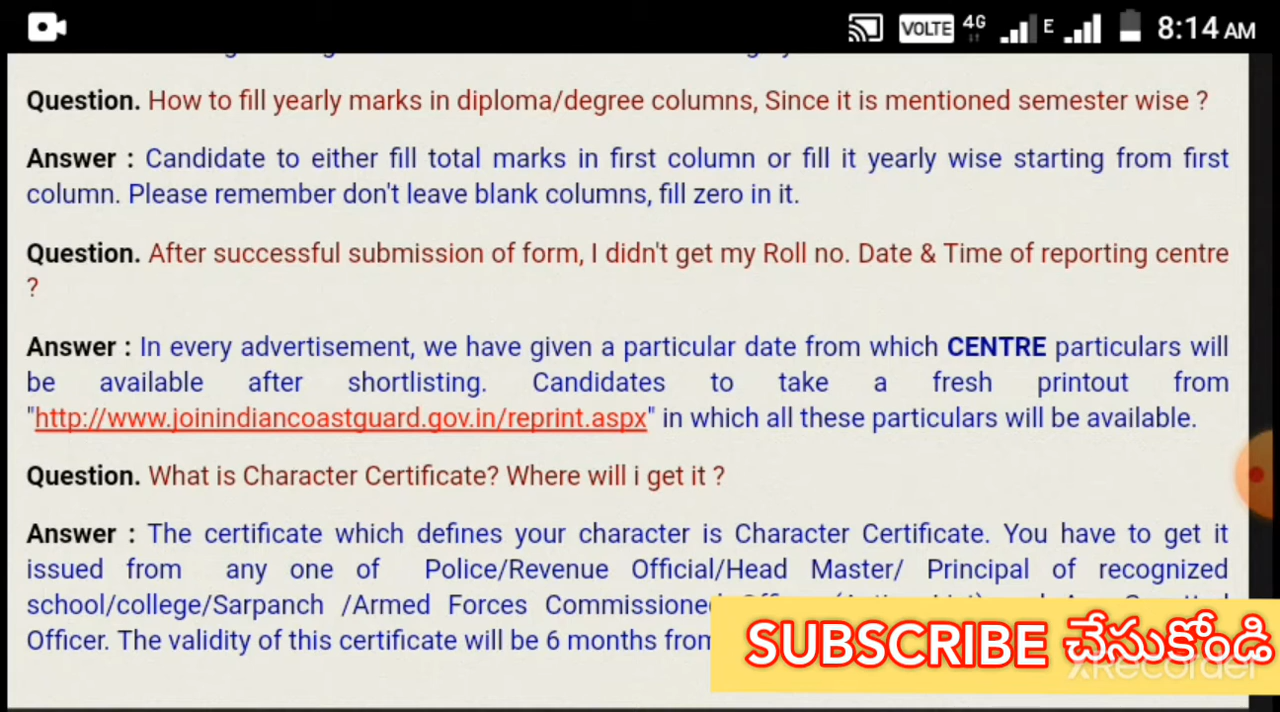 VOLTE 4G E 8:14 AM
Question. How to fill yearly marks in diploma/degree columns, Since it is mentioned semester wise ?
Answer : Candidate to either fill total marks in first column or fill it yearly wise starting from first
column. Please remember don't leave blank columns, fill zero in it.
Question. After successful submission of form, I didn't get my Roll no. Date & Time of reporting centre
?
Answer : In every advertisement, we have given a particular date from which CENTRE particulars will
be available after shortlisting. Candidates to take a fresh printout from
"http://www.joinindiancoastguard.gov.in/reprint.aspx" in which all these particulars will be available.
Question. What is Character Certificate? Where will i get it ?
Answer : The certificate which defines your character is Character Certificate. You have to get it
issued from any one of Police/Revenue Official/Head Master/ Principal of recognized
school/college/Sarpanch /Armed Forces Commissioned
Officer. The validity of this certificate will be 6 months from
SUBSCRIBE చేసుకోండి
XRecorder